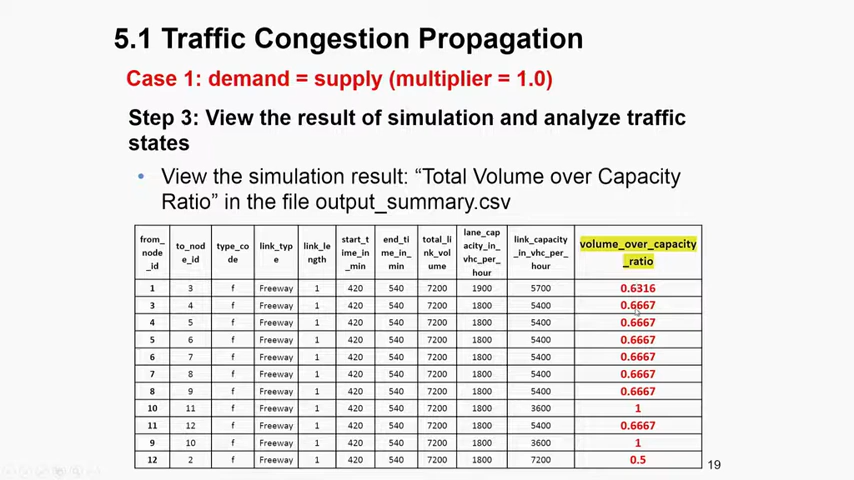 5.1 Traffic Congestion Propagation
Case 1: demand = supply (multiplier = 1.0)
Step 3: View the result of simulation and analyze traffic
states
• View the simulation result: “Total Volume over Capacity
Ratio” in the file output_summary.csv
from_node_id to_node_id type_code link_type link_length start_time_in_min end_time_in_min total_link_volume lane_capacity_in_vhc_per_hour link_capacity_in_vhc_per_hour volume_over_capacity_ratio
1 3 f Freeway 1 420 540 7200 1900 5700 0.6316
3 4 f Freeway 1 420 540 7200 1800 5400 0.6667
4 5 f Freeway 1 420 540 7200 1800 5400 0.6667
5 6 f Freeway 1 420 540 7200 1800 5400 0.6667
6 7 f Freeway 1 420 540 7200 1800 5400 0.6667
7 8 f Freeway 1 420 540 7200 1800 5400 0.6667
8 9 f Freeway 1 420 540 7200 1800 5400 0.6667
10 11 f Freeway 1 420 540 7200 1800 3600 1
11 12 f Freeway 1 420 540 7200 1800 5400 0.6667
9 10 f Freeway 1 420 540 7200 1800 3600 1
12 2 f Freeway 1 420 540 7200 1800 7200 0.5
19